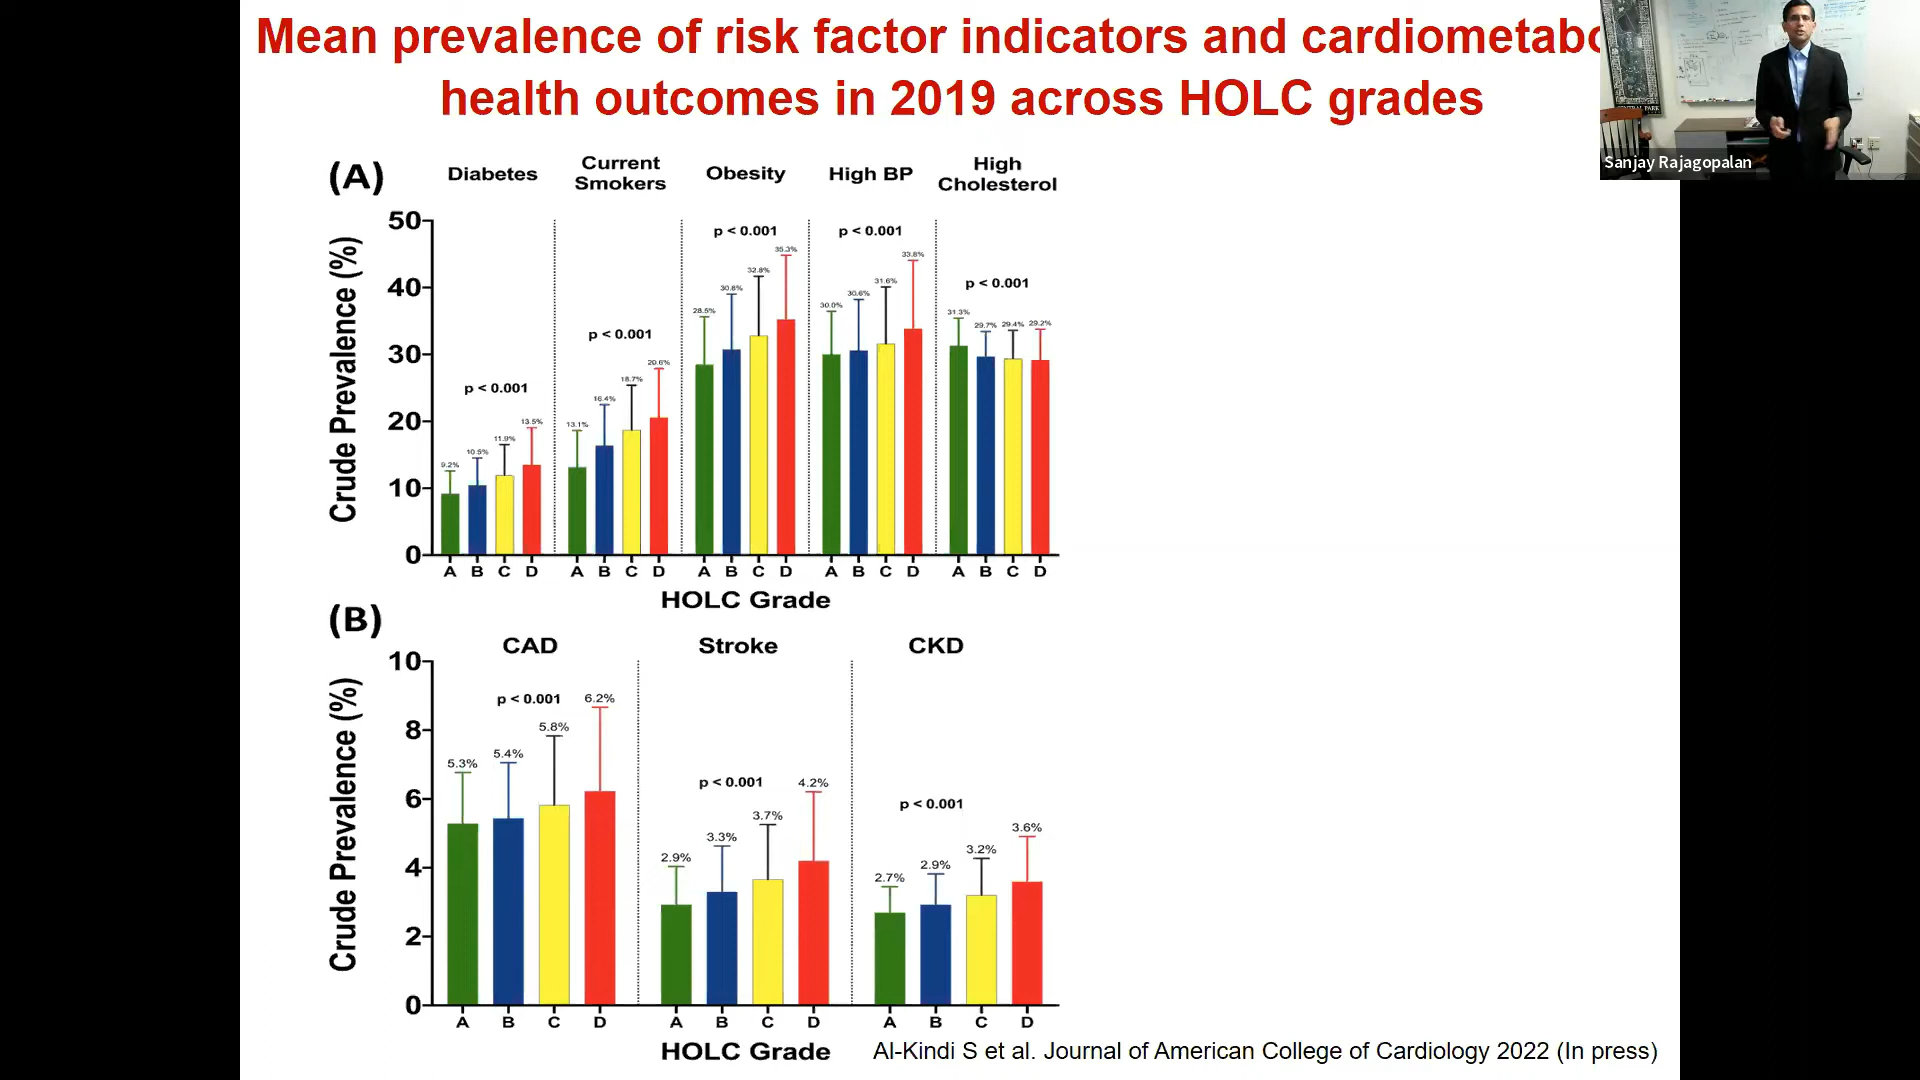 Mean prevalence of risk factor indicators and cardiometabo
health outcomes in 2019 across HOLC grades
CENTRAL PARK
Sanjay Rajagopalan
(A)
Diabetes
Current
Smokers
Obesity
High BP
High
Cholesterol
Crude Prevalence (%)
50
40
30
20
10
0
p < 0.001
9.2%
10.5%
11.9%
13.5%
p < 0.001
13.1%
16.4%
18.7%
20.6%
p < 0.001
28.5%
30.8%
32.8%
35.3%
p < 0.001
30.0%
30.6%
31.6%
33.8%
p < 0.001
31.3%
29.7%
29.4%
29.2%
A B C D
A B C D
A B C D
A B C D
A B C D
HOLC Grade
(B)
CAD
Stroke
CKD
Crude Prevalence (%)
10
8
6
4
2
0
p < 0.001
5.3%
5.4%
5.8%
6.2%
p < 0.001
2.9%
3.3%
3.7%
4.2%
p < 0.001
2.7%
2.9%
3.2%
3.6%
A B C D
A B C D
A B C D
HOLC Grade
Al-Kindi S et al. Journal of American College of Cardiology 2022 (In press)